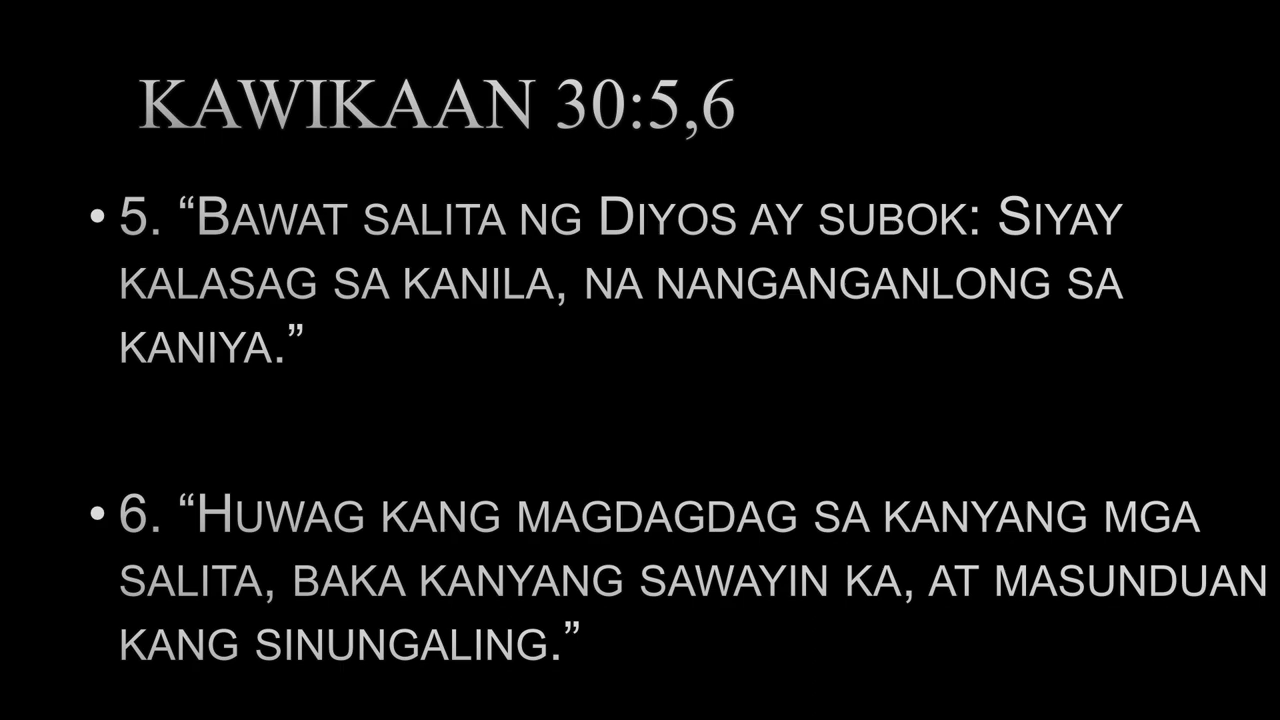 KAWIKAAN 30:5,6
• 5. “Bawat salita ng Diyos ay subok: Siyay
kalasag sa kanila, na nanganganlong sa
kaniya.”
• 6. “Huwag kang magdagdag sa kanyang mga
salita, baka kanyang sawayin ka, at masunduan
kang sinungaling.”